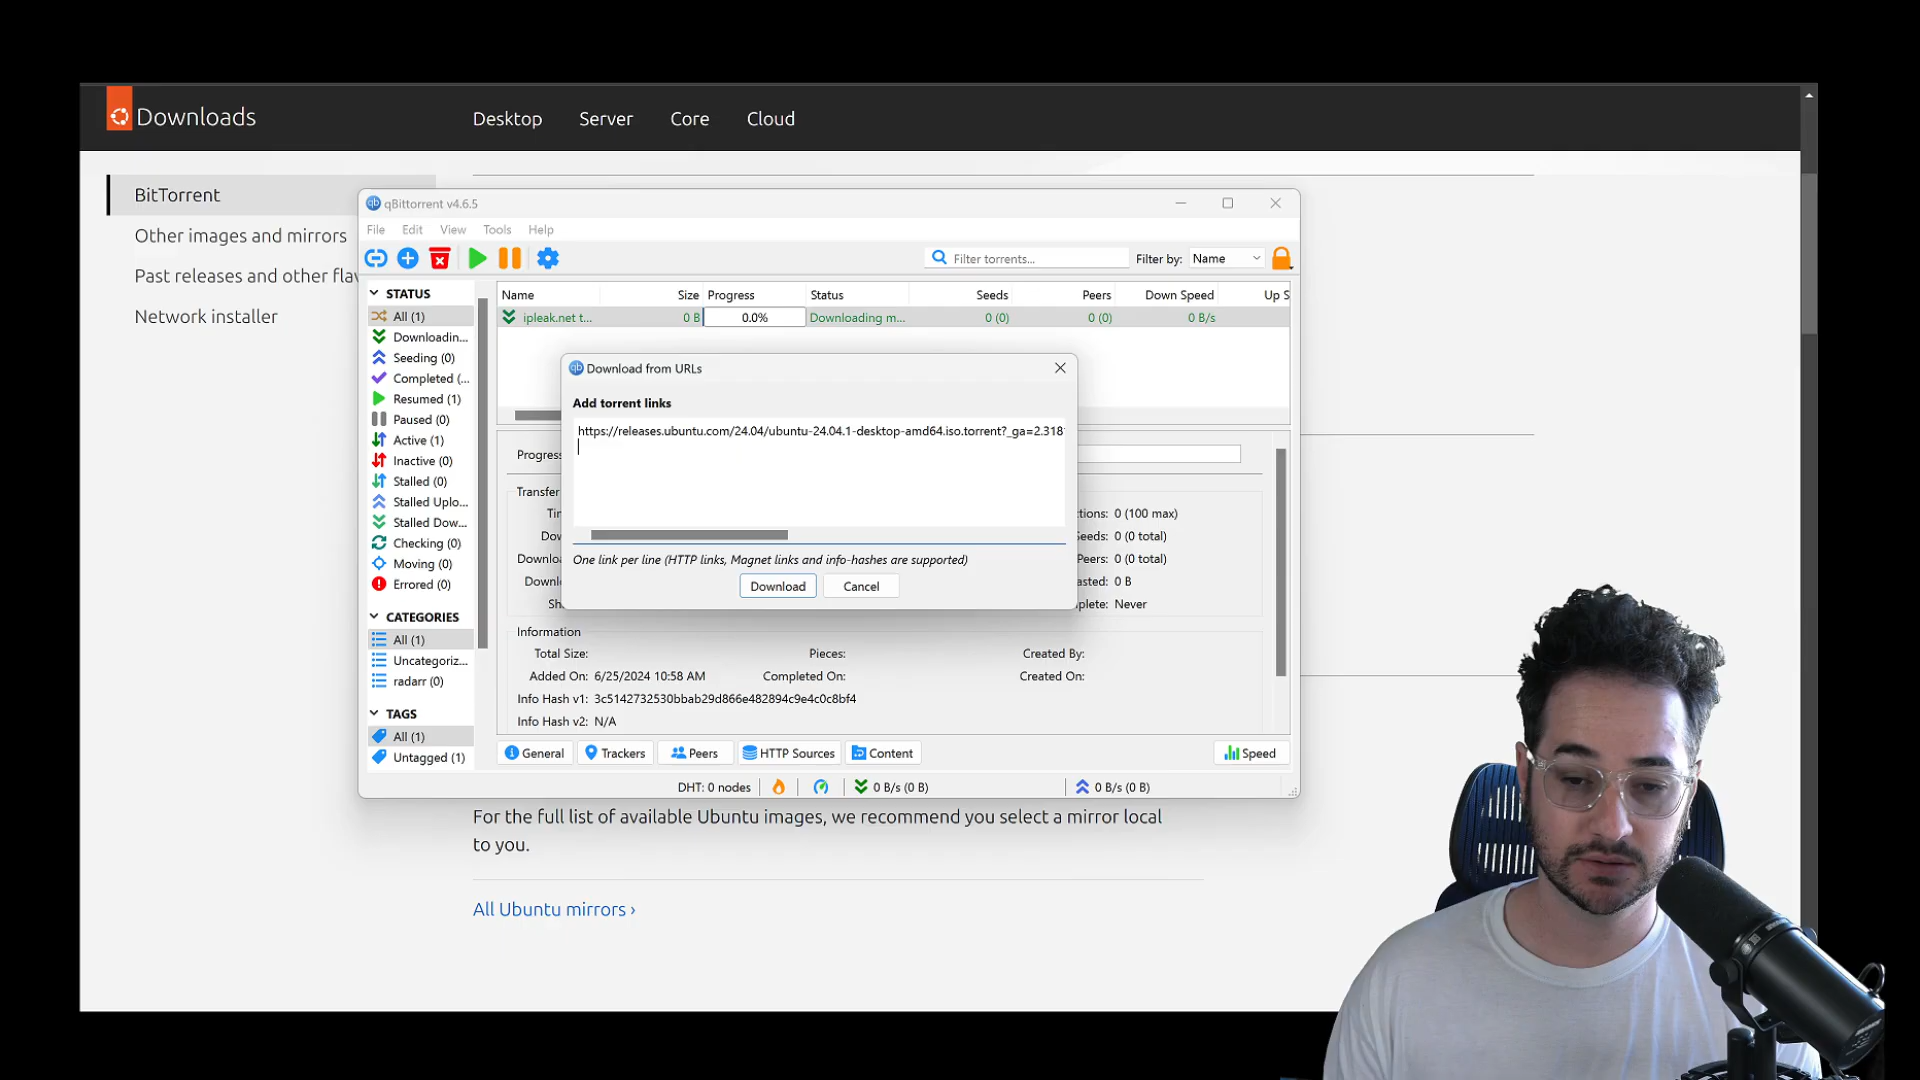 Downloads
Desktop
Server
Core
Cloud
BitTorrent
Other images and mirrors
Past releases and other flav
Network installer
qBittorrent v4.6.5
File Edit View Tools Help
Filter torrents...
Filter by: Name
STATUS
All (1)
Downloadin...
Seeding (0)
Completed (...
Resumed (1)
Paused (0)
Active (1)
Inactive (0)
Stalled (0)
Stalled Uplo...
Stalled Dow...
Checking (0)
Moving (0)
Errored (0)
CATEGORIES
All (1)
Uncategoriz...
radarr (0)
TAGS
All (1)
Untagged (1)
Name Size Progress Status Seeds Peers Down Speed Up S
ipleak.net t... 0 B 0.0% Downloading m... 0 (0) 0 (0) 0 B/s
Download from URLs
Add torrent links
https://releases.ubuntu.com/24.04/ubuntu-24.04.1-desktop-amd64.iso.torrent?_ga=2.318
One link per line (HTTP links, Magnet links and info-hashes are supported)
Download
Cancel
Progress
Transfer
Tim
Dow
Downloa
Downl
Sh
tions: 0 (100 max)
eeds: 0 (0 total)
Peers: 0 (0 total)
asted: 0 B
plete: Never
Information
Total Size: Pieces: Created By:
Added On: 6/25/2024 10:58 AM Completed On: Created On:
Info Hash v1: 3c5142732530bbab29d866e482894c9e4c0c8bf4
Info Hash v2: N/A
General
Trackers
Peers
HTTP Sources
Content
Speed
DHT: 0 nodes
0 B/s (0 B)
0 B/s (0 B)
For the full list of available Ubuntu images, we recommend you select a mirror local
to you.
All Ubuntu mirrors ›